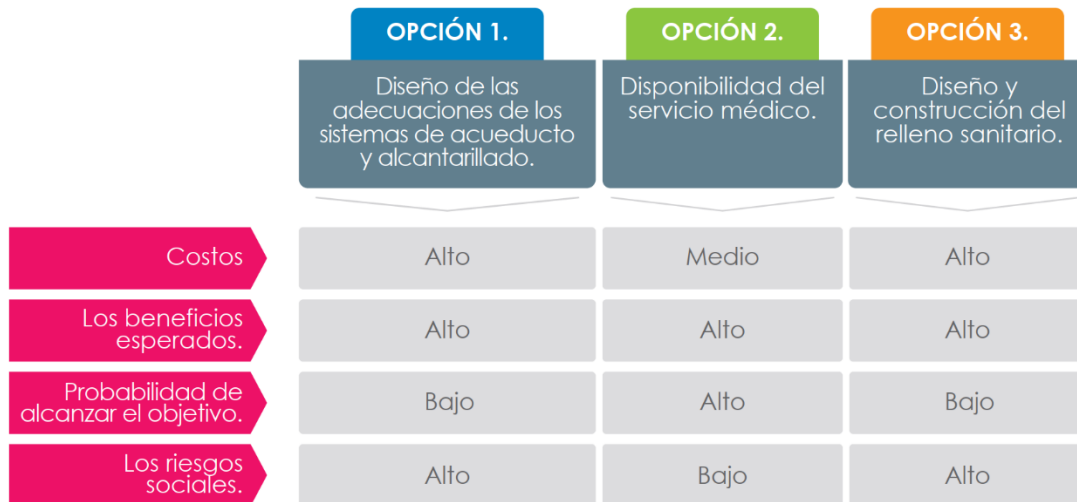 OPCIÓN 1.
OPCIÓN 2.
OPCIÓN 3.
Diseño de las
adecuaciones de los
sistemas de acueducto
y alcantarillado.
Disponibilidad del
servicio médico.
Diseño y
construcción del
relleno sanitario.
Costos
Alto
Medio
Alto
Los beneficios
esperados.
Alto
Alto
Alto
Probabilidad de
alcanzar el objetivo.
Bajo
Alto
Bajo
Los riesgos
sociales.
Alto
Bajo
Alto